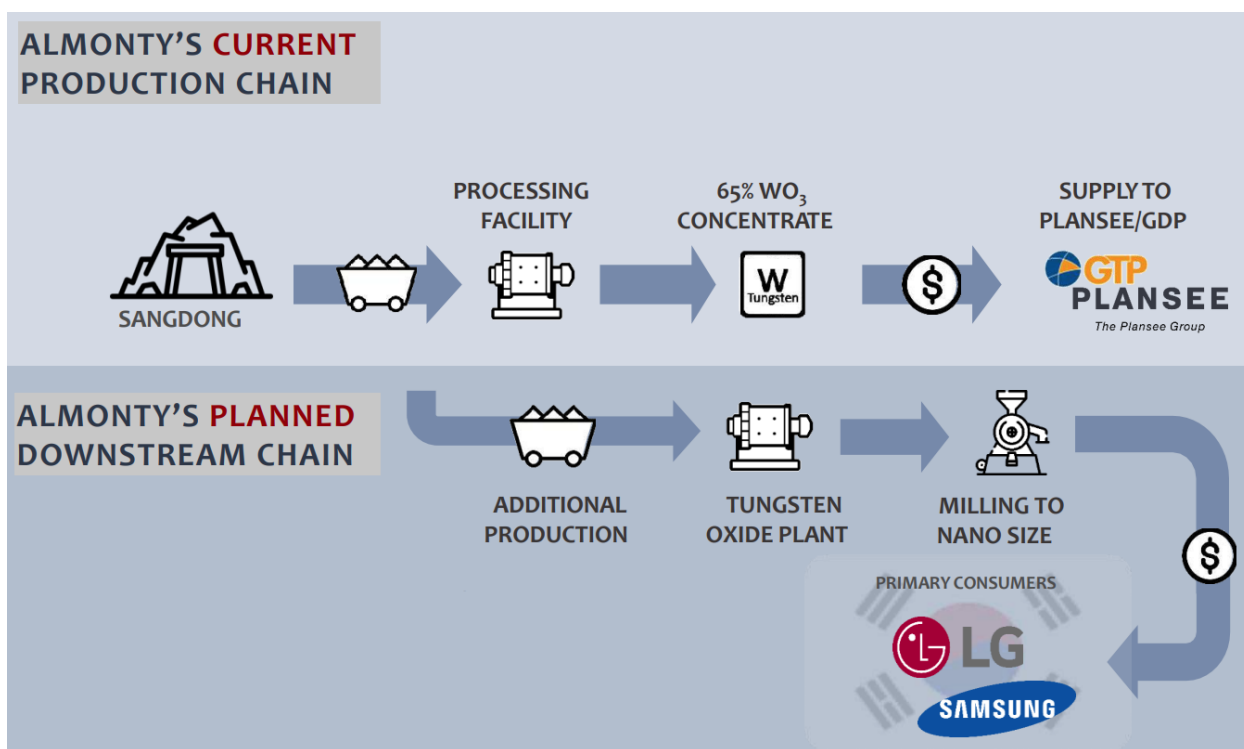 ALMONTY'S CURRENT
PRODUCTION CHAIN
PROCESSING
FACILITY
65% WO₃
CONCENTRATE
SUPPLY TO
PLANSEE/GDP
W
Tungsten
$
GTP
PLANSEE
The Plansee Group
SANGDONG
ALMONTY'S PLANNED
DOWNSTREAM CHAIN
ADDITIONAL
PRODUCTION
TUNGSTEN
OXIDE PLANT
MILLING TO
NANO SIZE
$
PRIMARY CONSUMERS
LG
LG
SAMSUNG